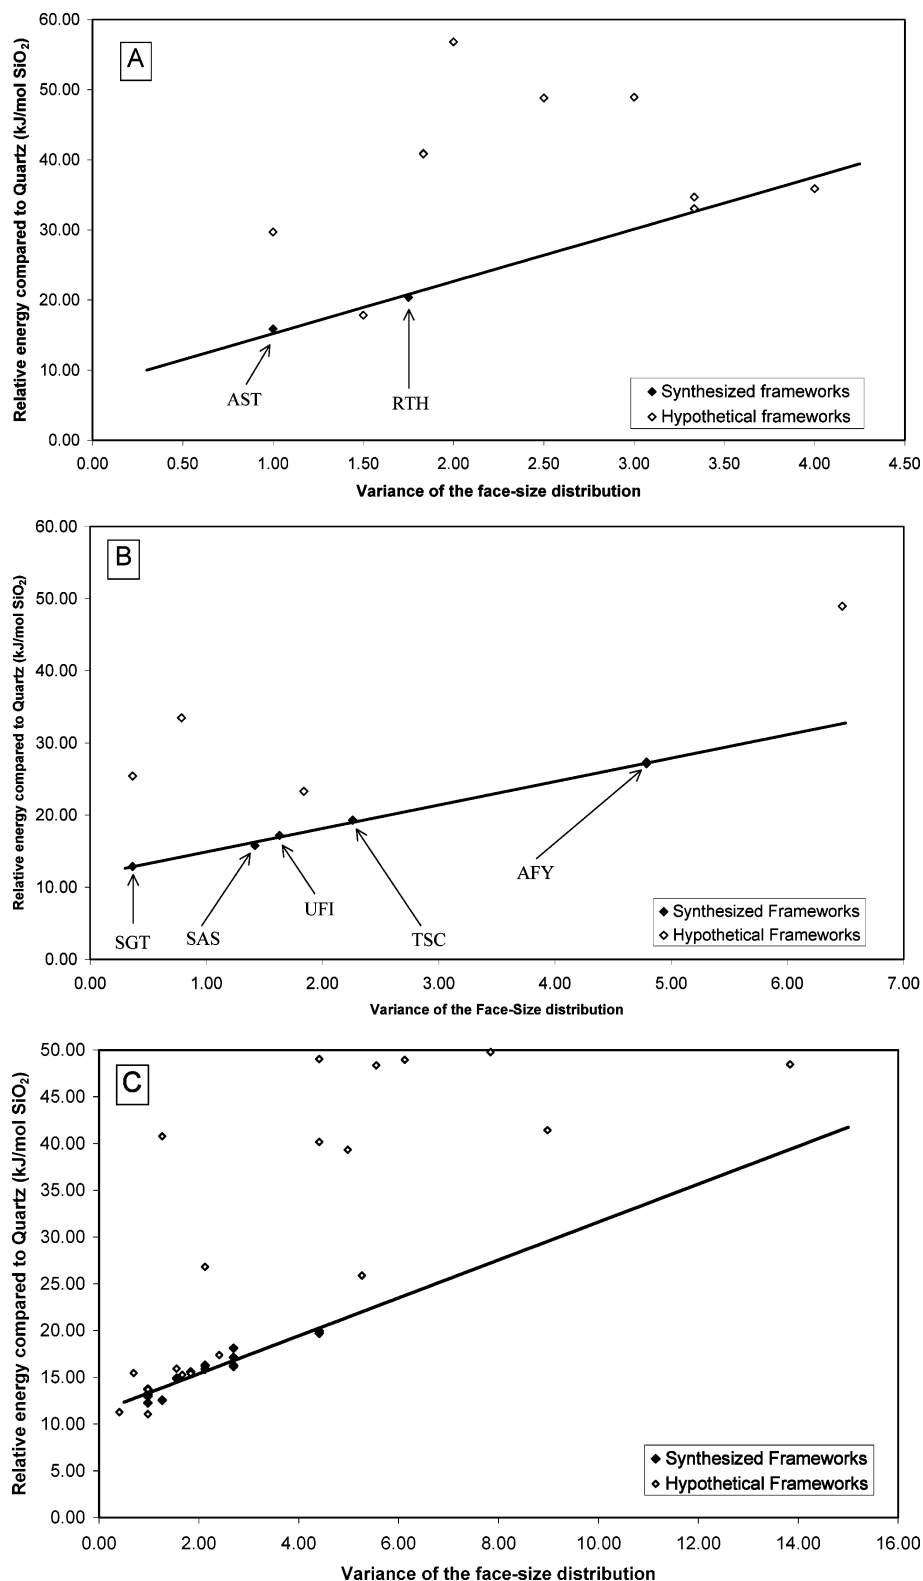 60.00
A
50.00
40.00
30.00
20.00
10.00
0.00
Relative energy compared to Quartz (kJ/mol SiO2)
AST
RTH
Synthesized frameworks
Hypothetical frameworks
0.00 0.50 1.00 1.50 2.00 2.50 3.00 3.50 4.00 4.50
Variance of the face-size distribution
60.00
B
50.00
40.00
30.00
20.00
10.00
0.00
Relative energy compared to Quartz (kJ/mol SiO2)
SGT
SAS
UFI
TSC
AFY
Synthesized Frameworks
Hypothetical Frameworks
0.00 1.00 2.00 3.00 4.00 5.00 6.00 7.00
Variance of the Face-Size distribution
50.00
C
45.00
40.00
35.00
30.00
25.00
20.00
15.00
10.00
5.00
0.00
Relative energy compared to Quartz (kJ/mol SiO2)
Synthesized Frameworks
Hypothetical Frameworks
0.00 2.00 4.00 6.00 8.00 10.00 12.00 14.00 16.00
Variance of the face-size distribution